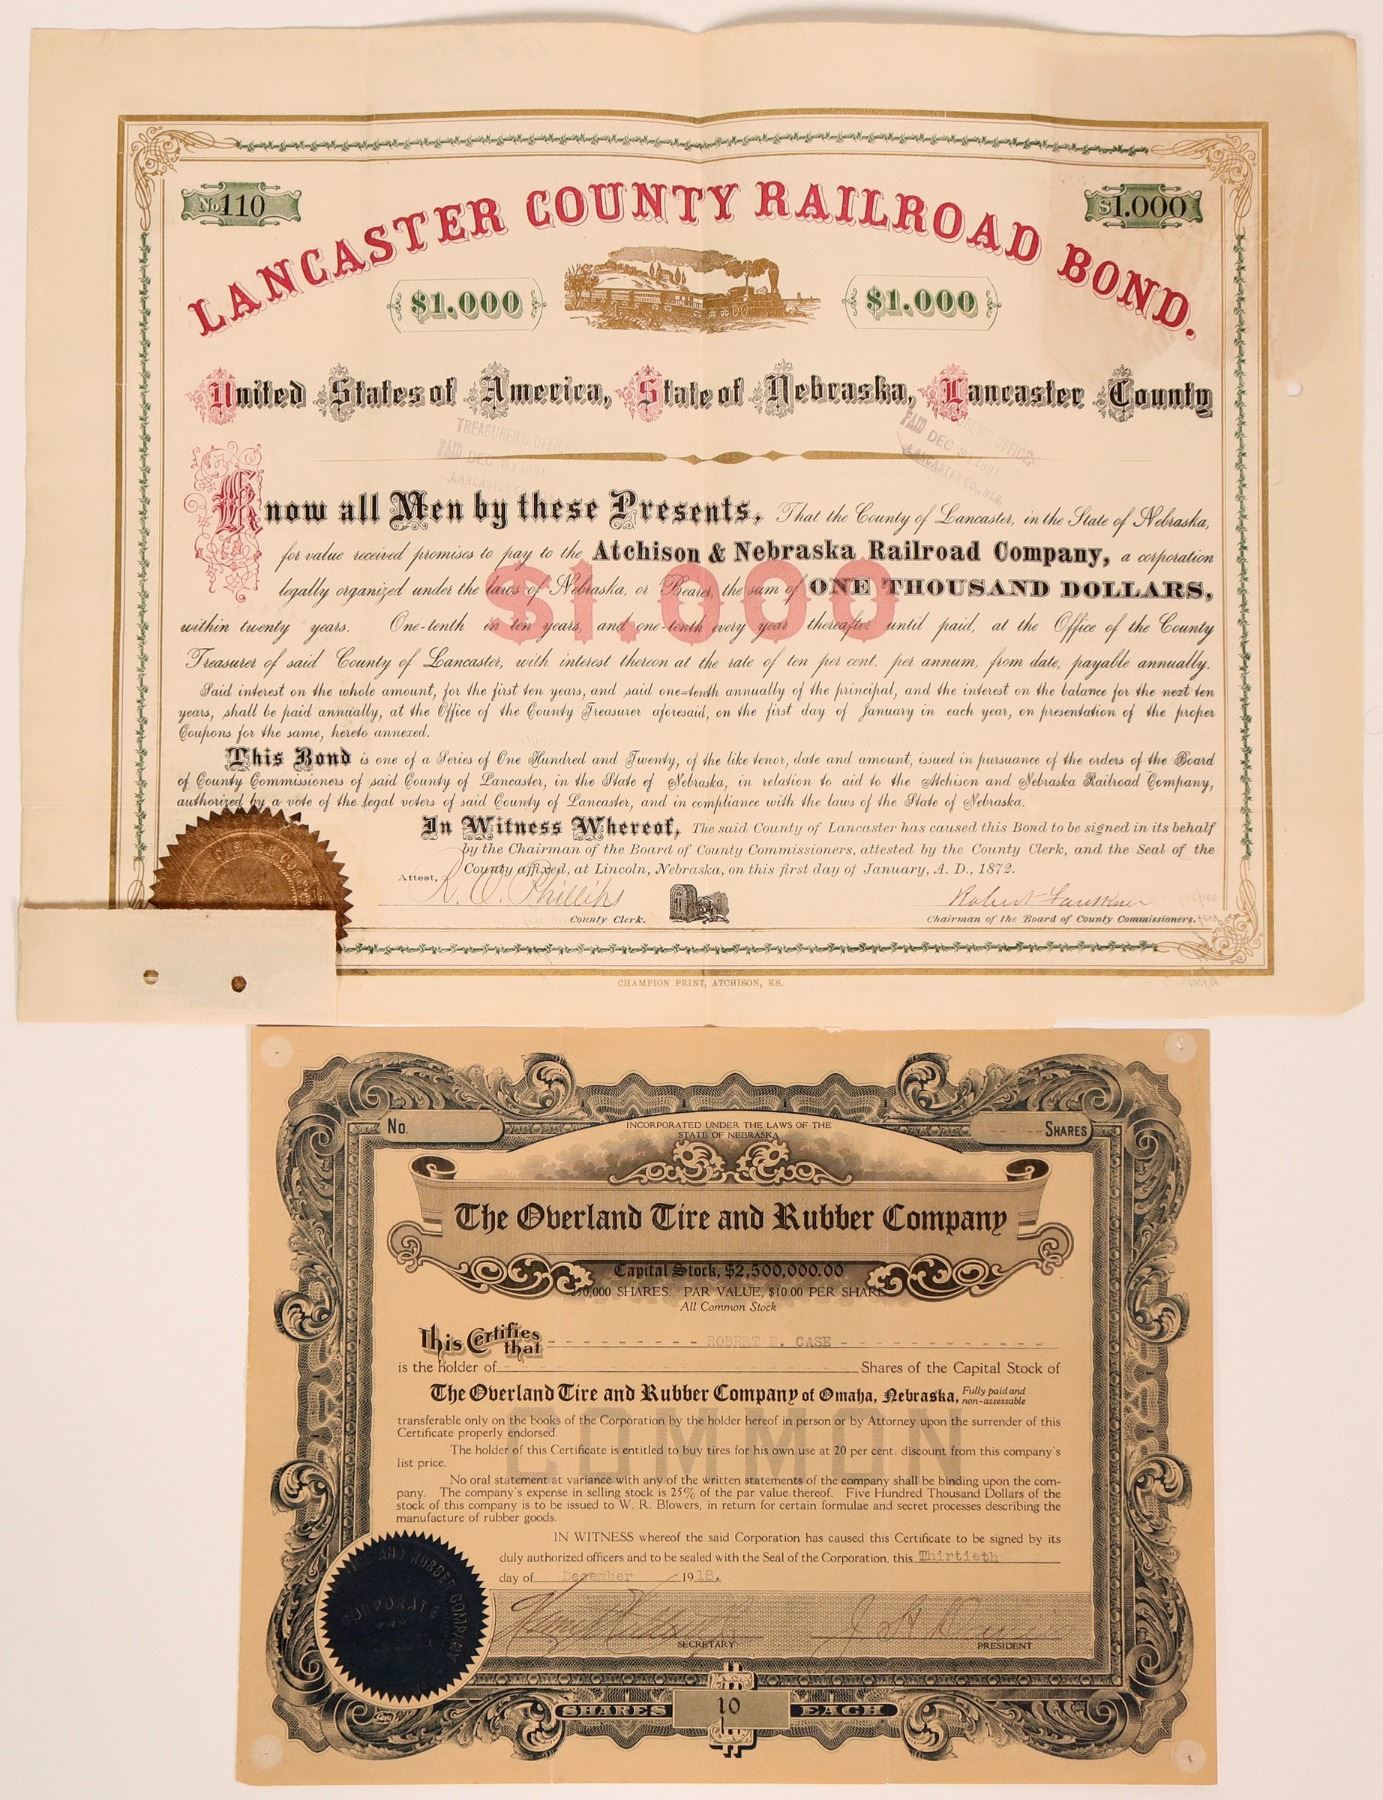 No 110
$1.000
LANCASTER COUNTY RAILROAD BOND.
$1.000
$1.000
United States of America, State of Nebraska, Lancaster County
TREASURER'S OFFICE
PAID DEC 31 1891
LANCASTER CO.
OFFICE
PAID DEC 31 1891
LANCASTER CO., NEB.
Know all Men by these Presents, That the County of Lancaster, in the State of Nebraska,
for value received promises to pay to the Atchison & Nebraska Railroad Company, a corporation
legally organized under the laws of Nebraska, or Bearer, the sum of ONE THOUSAND DOLLARS,
$1.000
within twenty years. One-tenth in ten years, and one-tenth every year thereafter until paid, at the Office of the County
Treasurer of said County of Lancaster, with interest thereon at the rate of ten per cent. per annum, from date, payable annually.
Said interest on the whole amount, for the first ten years, and said one=tenth annually of the principal, and the interest on the balance for the next ten
years, shall be paid annually, at the Office of the County Treasurer aforesaid, on the first day of January in each year, on presentation of the proper
Coupons for the same, hereto annexed.
This Bond is one of a Series of One Hundred and Twenty, of the like tenor, date and amount, issued in pursuance of the orders of the Board
of County Commissioners of said County of Lancaster, in the State of Nebraska, in relation to aid to the Atchison and Nebraska Railroad Company,
authorized by a vote of the legal voters of said County of Lancaster, and in compliance with the laws of the State of Nebraska.
In Witness Whereof, The said County of Lancaster has caused this Bond to be signed in its behalf
by the Chairman of the Board of County Commissioners, attested by the County Clerk, and the Seal of the
County affixed, at Lincoln, Nebraska, on this first day of January, A. D., 1872.
Attest, R. O. Phillips
County Clerk.
Robert Faulkner
Chairman of the Board of County Commissioners.
CASTER CO
CHAMPION PRINT, ATCHISON, KS.
No.
--10-- SHARES
INCORPORATED UNDER THE LAWS OF THE
STATE OF NEBRASKA
The Overland Tire and Rubber Company
Capital Stock, $2,500,000.00
250,000 SHARES. PAR VALUE, $10.00 PER SHARE
All Common Stock
This Certifies that ROBERT E. CASE
is the holder of Shares of the Capital Stock of
The Overland Tire and Rubber Company of Omaha, Nebraska, Fully paid and non-assessable
COMMON
transferable only on the books of the Corporation by the holder hereof in person or by Attorney upon the surrender of this
Certificate properly endorsed.
The holder of this Certificate is entitled to buy tires for his own use at 20 per cent. discount from this company's
list price.
No oral statement at variance with any of the written statements of the company shall be binding upon the com-
pany. The company's expense in selling stock is 25% of the par value thereof. Five Hundred Thousand Dollars of the
stock of this company is to be issued to W. R. Blowers, in return for certain formulae and secret processes describing the
manufacture of rubber goods.
IN WITNESS whereof the said Corporation has caused this Certificate to be signed by its
duly authorized officers and to be sealed with the Seal of the Corporation, this Thirtieth
day of December 1918.
TIRE AND RUBBER COMPANY
CORPORATE
SECRETARY
PRESIDENT
SHARES 10 EACH